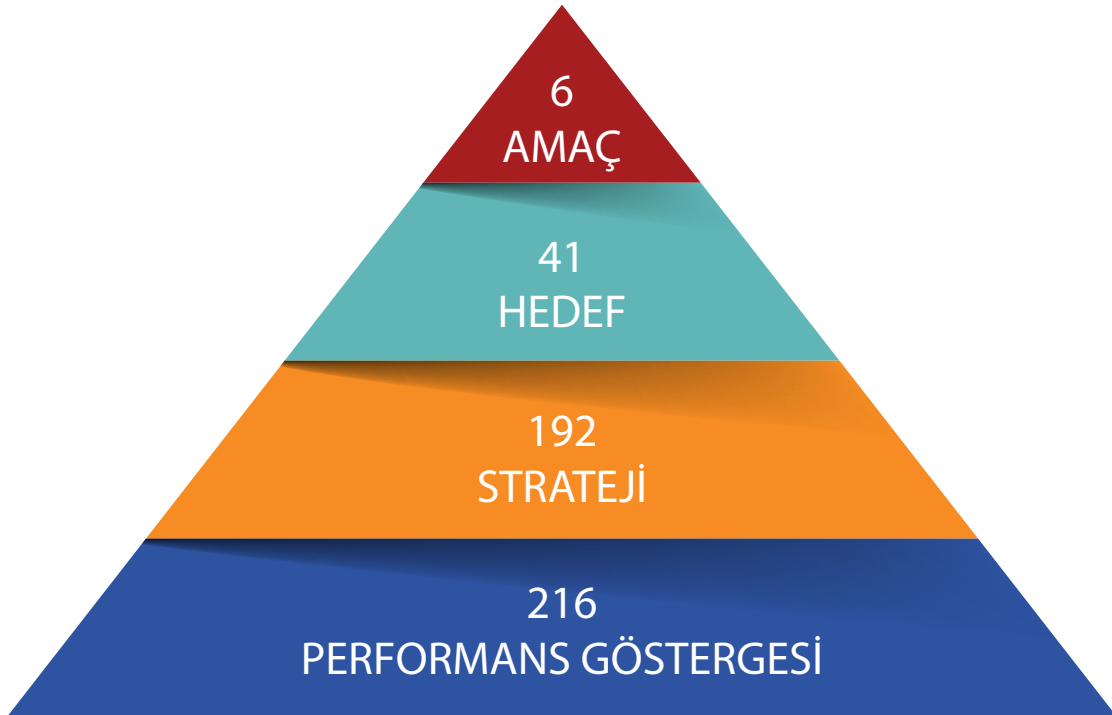 6
AMAÇ
41
HEDEF
192
STRATEJİ
216
PERFORMANS GÖSTERGESİ